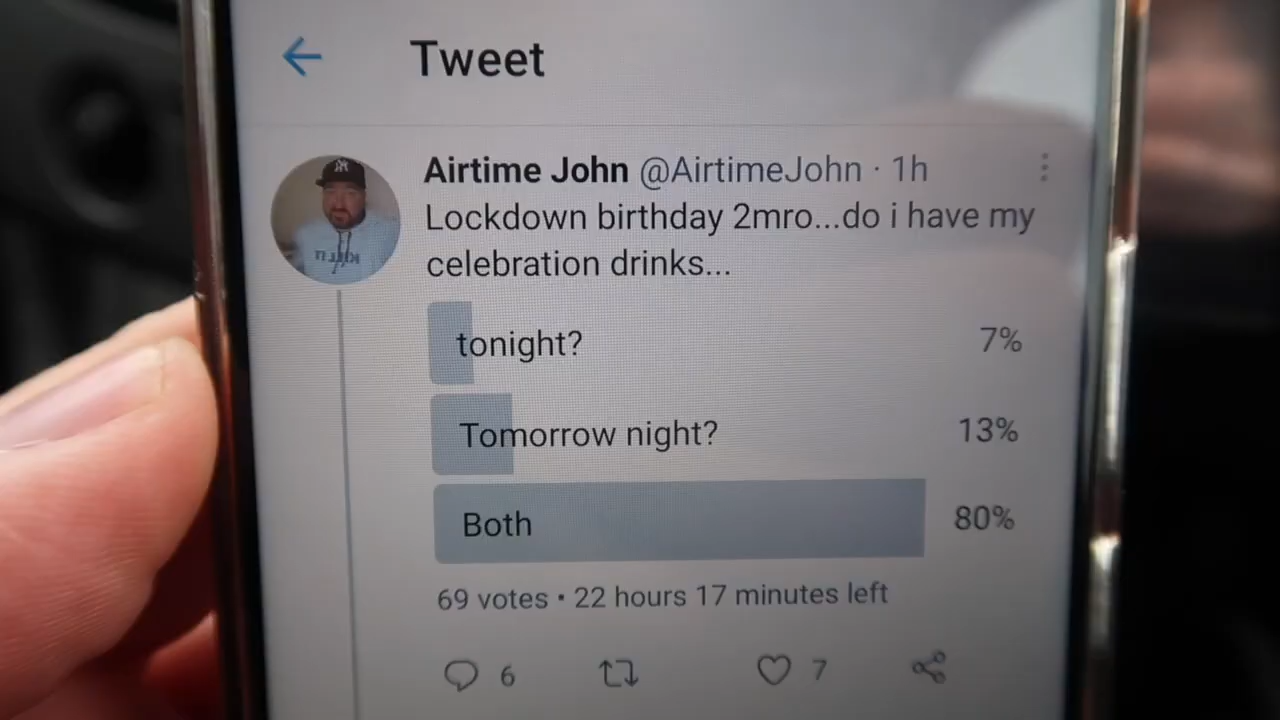 Tweet
Airtime John @AirtimeJohn · 1h
Lockdown birthday 2mro...do i have my
celebration drinks...
tonight? 7%
Tomorrow night? 13%
Both 80%
69 votes • 22 hours 17 minutes left
6 7